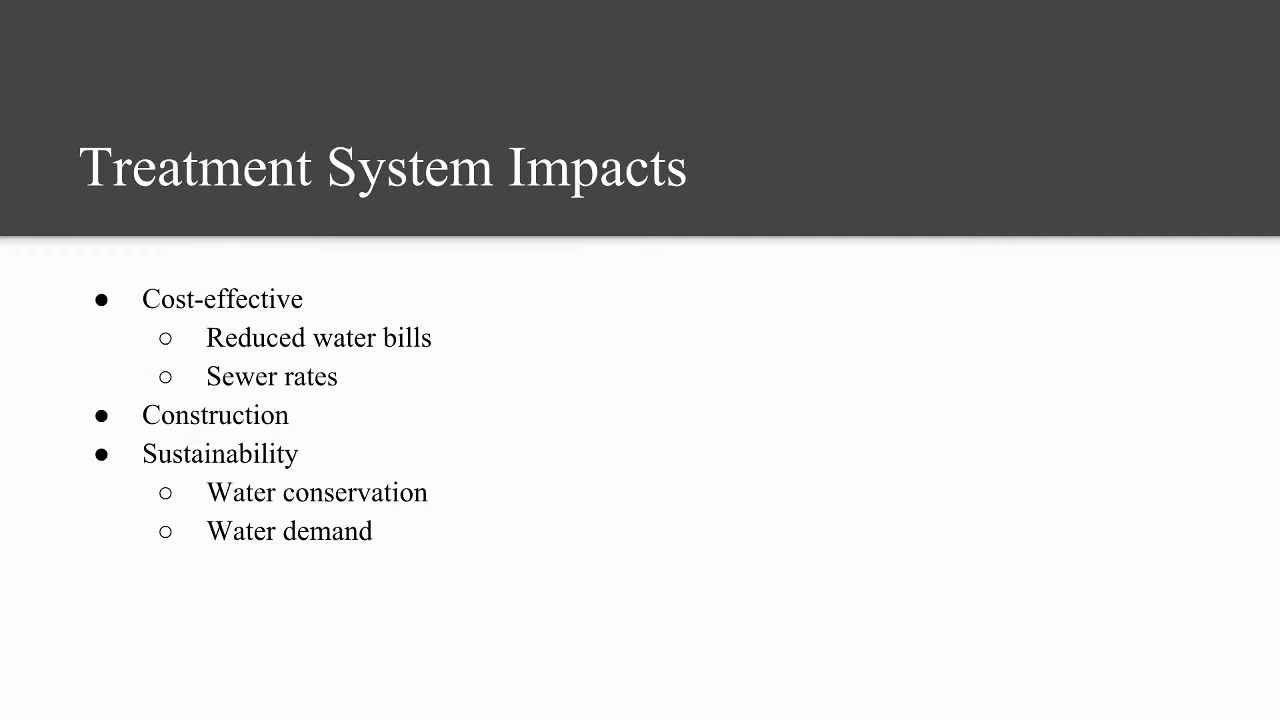 Treatment System Impacts
● Cost-effective
○ Reduced water bills
○ Sewer rates
● Construction
● Sustainability
○ Water conservation
○ Water demand